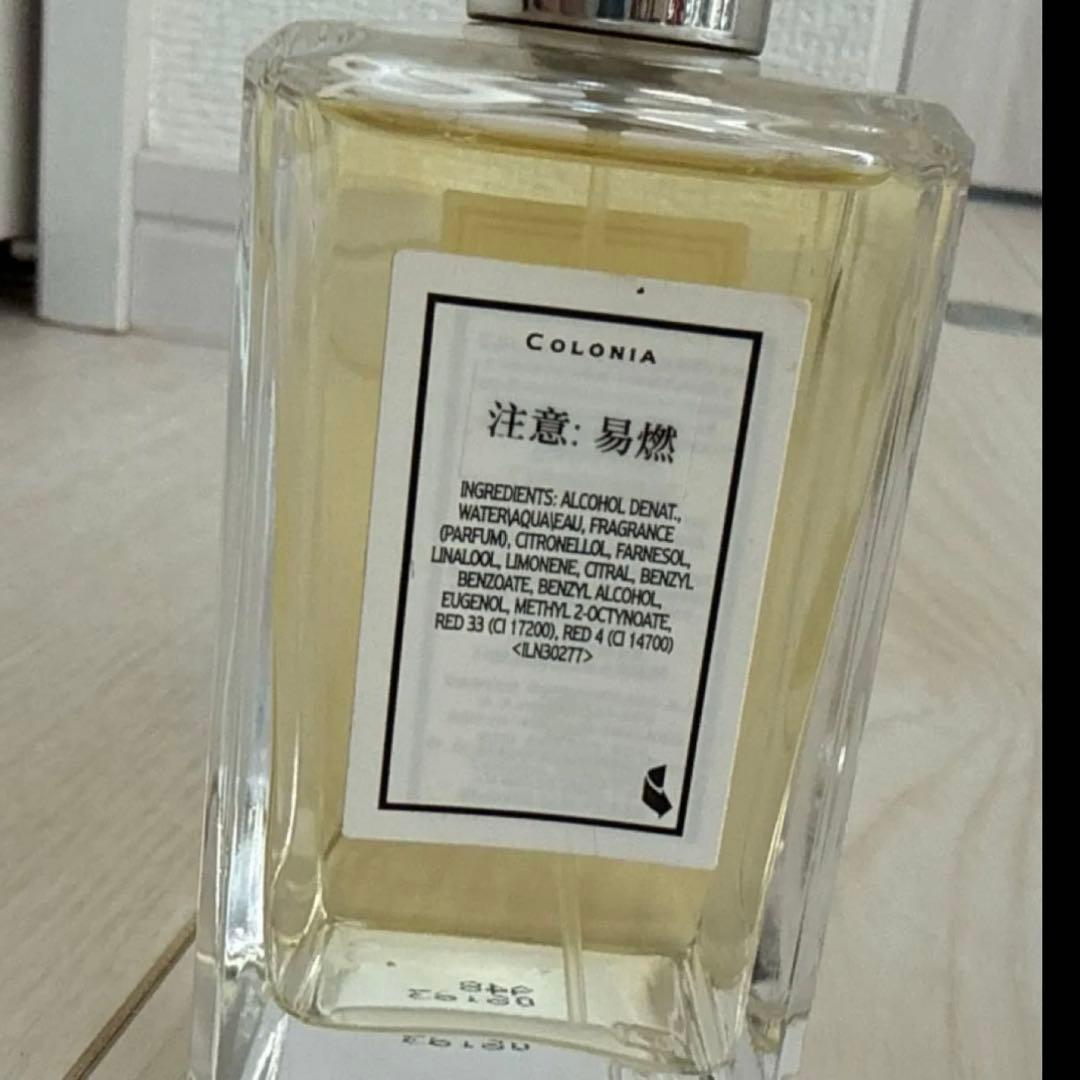 COLONIA
注意: 易燃
INGREDIENTS: ALCOHOL DENAT.,
WATER\AQUA\EAU, FRAGRANCE
(PARFUM), CITRONELLOL, FARNESOL,
LINALOOL, LIMONENE, CITRAL, BENZYL
BENZOATE, BENZYL ALCOHOL,
EUGENOL, METHYL 2-OCTYNOATE,
RED 33 (CI 17200), RED 4 (CI 14700)
<ILN30277>